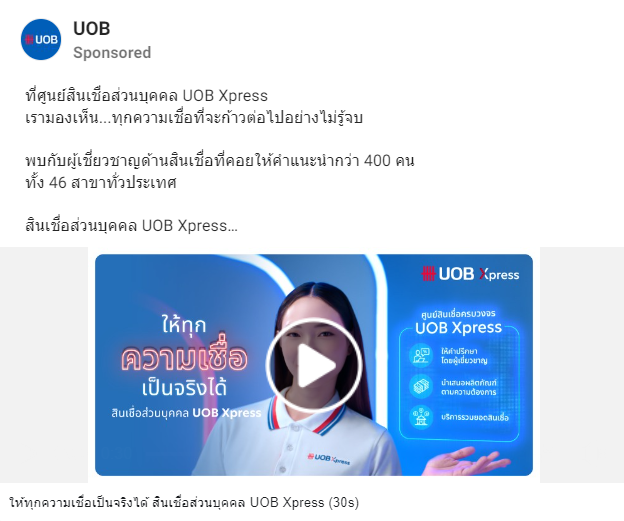 UOB
UOB
Sponsored
ที่ศูนย์สินเชื่อส่วนบุคคล UOB Xpress
เรามองเห็น...ทุกความเชื่อที่จะก้าวต่อไปอย่างไม่รู้จบ
พบกับผู้เชี่ยวชาญด้านสินเชื่อที่คอยให้คำแนะนำกว่า 400 คน
ทั้ง 46 สาขาทั่วประเทศ
สินเชื่อส่วนบุคคล UOB Xpress...
UOB Xpress
ให้ทุก
ความเชื่อ
เป็นจริงได้
สินเชื่อส่วนบุคคล UOB Xpress
ศูนย์สินเชื่อครบวงจร
UOB Xpress
ให้คำปรึกษา
โดยผู้เชี่ยวชาญ
นำเสนอผลิตภัณฑ์
ตามความต้องการ
บริการรวมยอดสินเชื่อ
UOB Xpress
ให้ทุกความเชื่อเป็นจริงได้ สินเชื่อส่วนบุคคล UOB Xpress (30s)